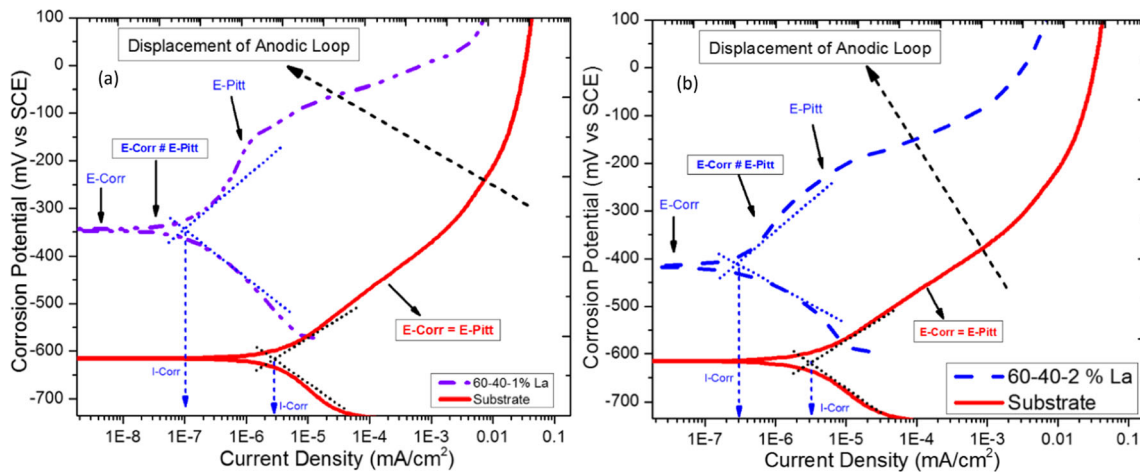 100
0
-100
-200
-300
-400
-500
-600
-700
Corrosion Potential (mV vs SCE)
Displacement of Anodic Loop
(a)
E-Pitt
E-Corr # E-Pitt
E-Corr
E-Corr = E-Pitt
I-Corr
I-Corr
60-40-1% La
Substrate
1E-8
1E-7
1E-6
1E-5
1E-4
1E-3
0.01
0.1
Current Density (mA/cm²)
100
0
-100
-200
-300
-400
-500
-600
-700
Corrosion Potential (mV vs SCE)
Displacement of Anodic Loop
(b)
E-Pitt
E-Corr # E-Pitt
E-Corr
E-Corr = E-Pitt
I-Corr
I-Corr
60-40-2 % La
Substrate
1E-7
1E-6
1E-5
1E-4
1E-3
0.01
0.1
Current Density (mA/cm²)